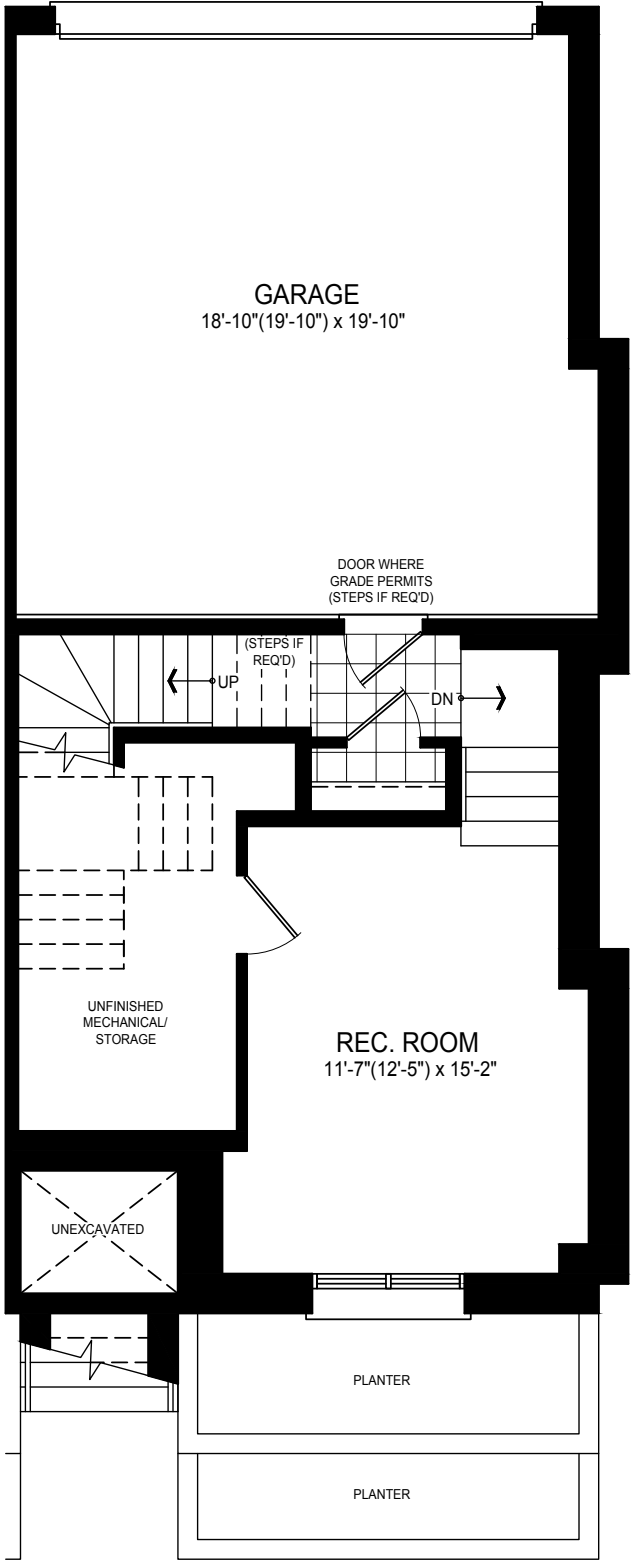 GARAGE
18'-10"(19'-10") x 19'-10"
DOOR WHERE
GRADE PERMITS
(STEPS IF REQ'D)
(STEPS IF
REQ'D)
UP
DN
UNFINISHED
MECHANICAL/
STORAGE
REC. ROOM
11'-7"(12'-5") x 15'-2"
UNEXCAVATED
PLANTER
PLANTER